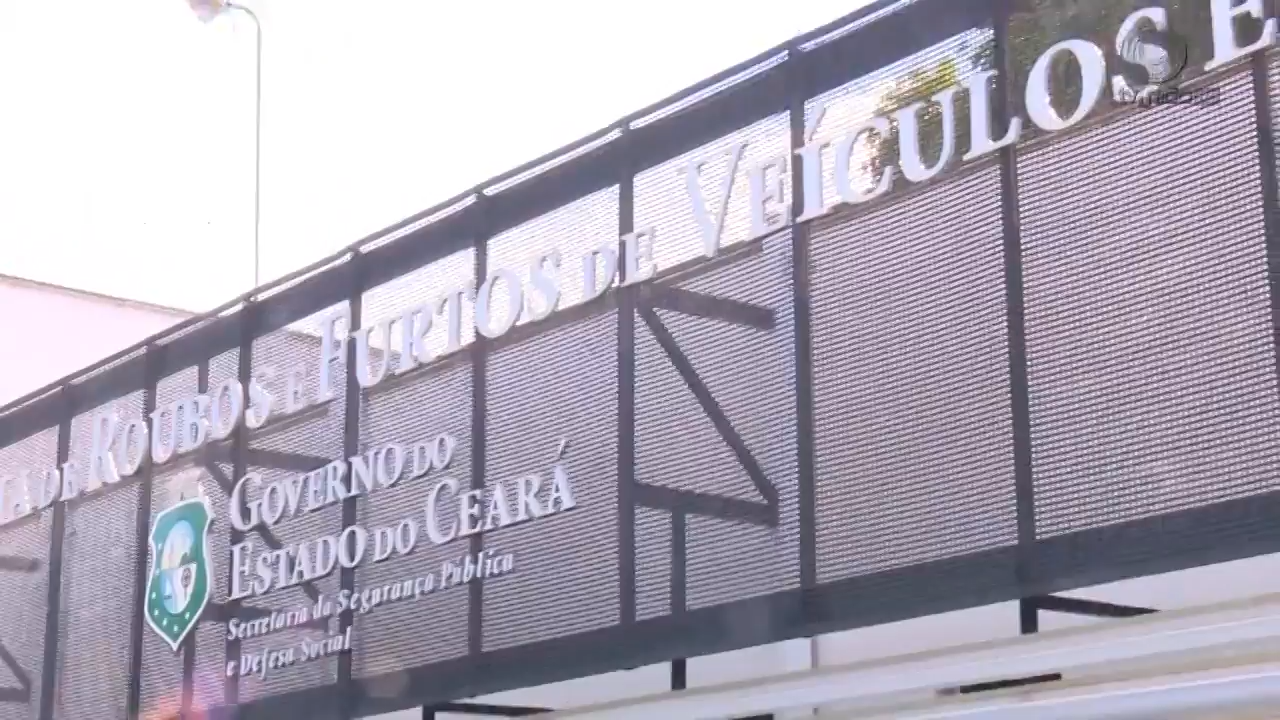 DE ROUBOS E FURTOS DE VEÍCULOS E
GOVERNO DO
ESTADO DO CEARÁ
Secretaria da Segurança Pública
e Defesa Social